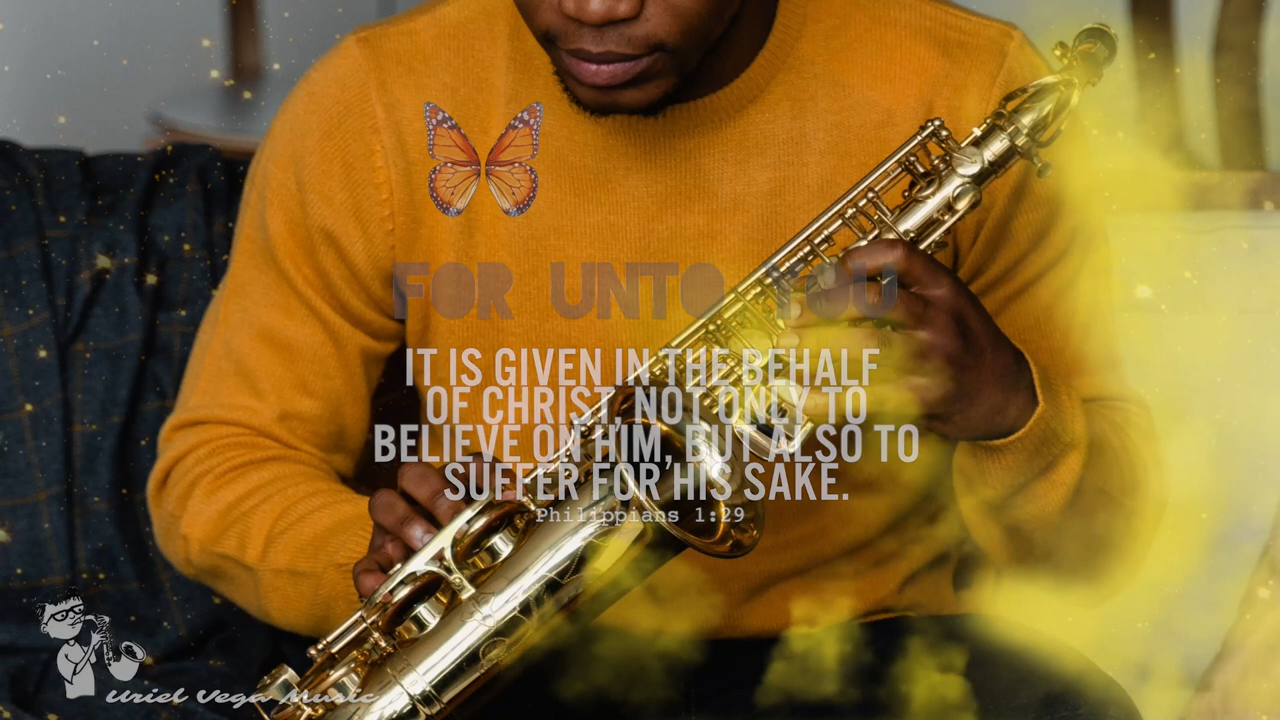 FOR UNTO YOU
IT IS GIVEN IN THE BEHALF
OF CHRIST, NOT ONLY TO
BELIEVE ON HIM, BUT ALSO TO
SUFFER FOR HIS SAKE.
Philippians 1:29
Uriel Vega Music